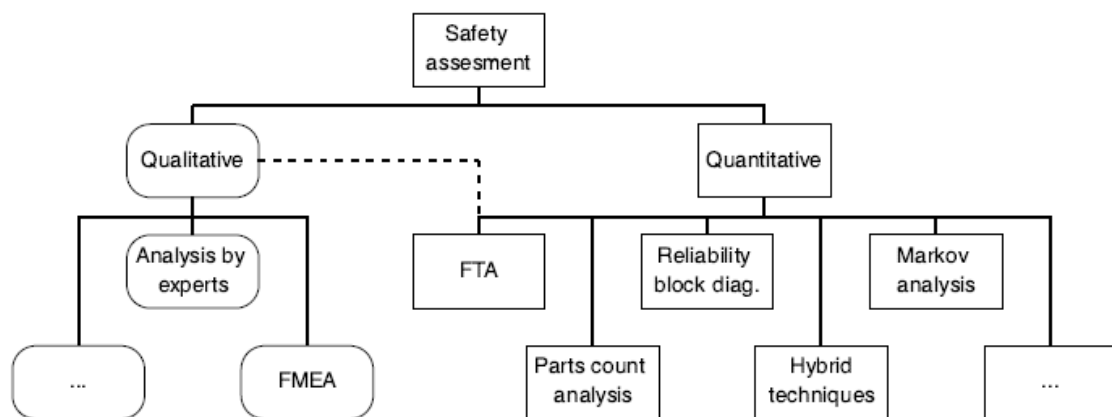 Safety
assesment
Qualitative
Quantitative
Analysis by
experts
FTA
Reliability
block diag.
Markov
analysis
...
FMEA
Parts count
analysis
Hybrid
techniques
...